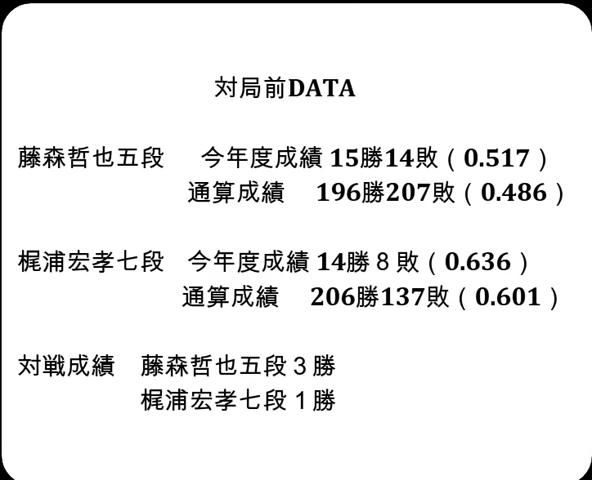 対局前DATA
藤森哲也五段 今年度成績 15勝14敗（0.517）
通算成績 196勝207敗（0.486）
梶浦宏孝七段 今年度成績 14勝８敗（0.636）
通算成績 206勝137敗（0.601）
対戦成績 藤森哲也五段３勝
梶浦宏孝七段１勝